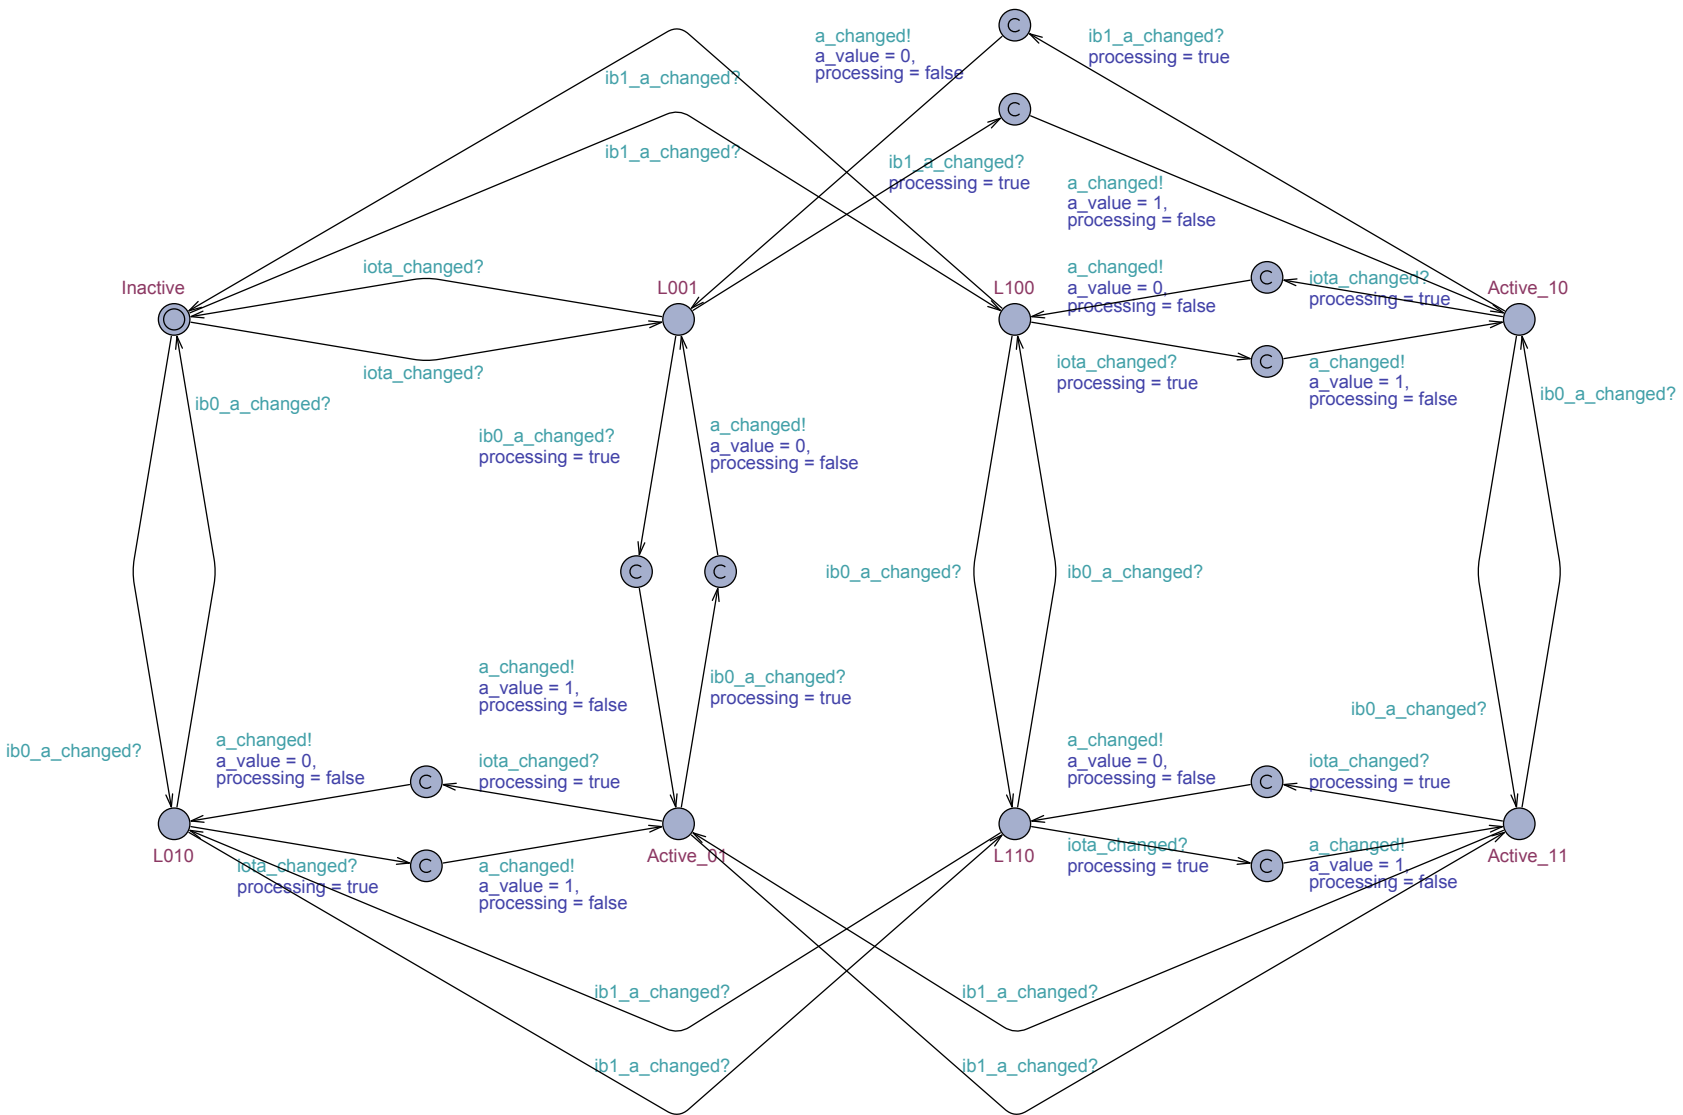 C
a_changed!
a_value = 0,
processing = false
ib1_a_changed?
processing = true
ib1_a_changed?
C
ib1_a_changed?
ib1_a_changed?
processing = true
a_changed!
a_value = 1,
processing = false
Inactive
iota_changed?
L001
L100
a_changed!
a_value = 0,
processing = false
C
iota_changed?
processing = true
Active_10
iota_changed?
iota_changed?
processing = true
C
a_changed!
a_value = 1,
processing = false
ib0_a_changed?
ib0_a_changed?
ib0_a_changed?
processing = true
a_changed!
a_value = 0,
processing = false
C
C
ib0_a_changed?
ib0_a_changed?
a_changed!
a_value = 1,
processing = false
ib0_a_changed?
processing = true
ib0_a_changed?
ib0_a_changed?
a_changed!
a_value = 0,
processing = false
C
iota_changed?
processing = true
a_changed!
a_value = 0,
processing = false
C
iota_changed?
processing = true
L010
iota_changed?
processing = true
C
a_changed!
a_value = 1,
processing = false
Active_01
L110
iota_changed?
processing = true
C
a_changed!
a_value = 1,
processing = false
Active_11
ib1_a_changed?
ib1_a_changed?
ib1_a_changed?
ib1_a_changed?